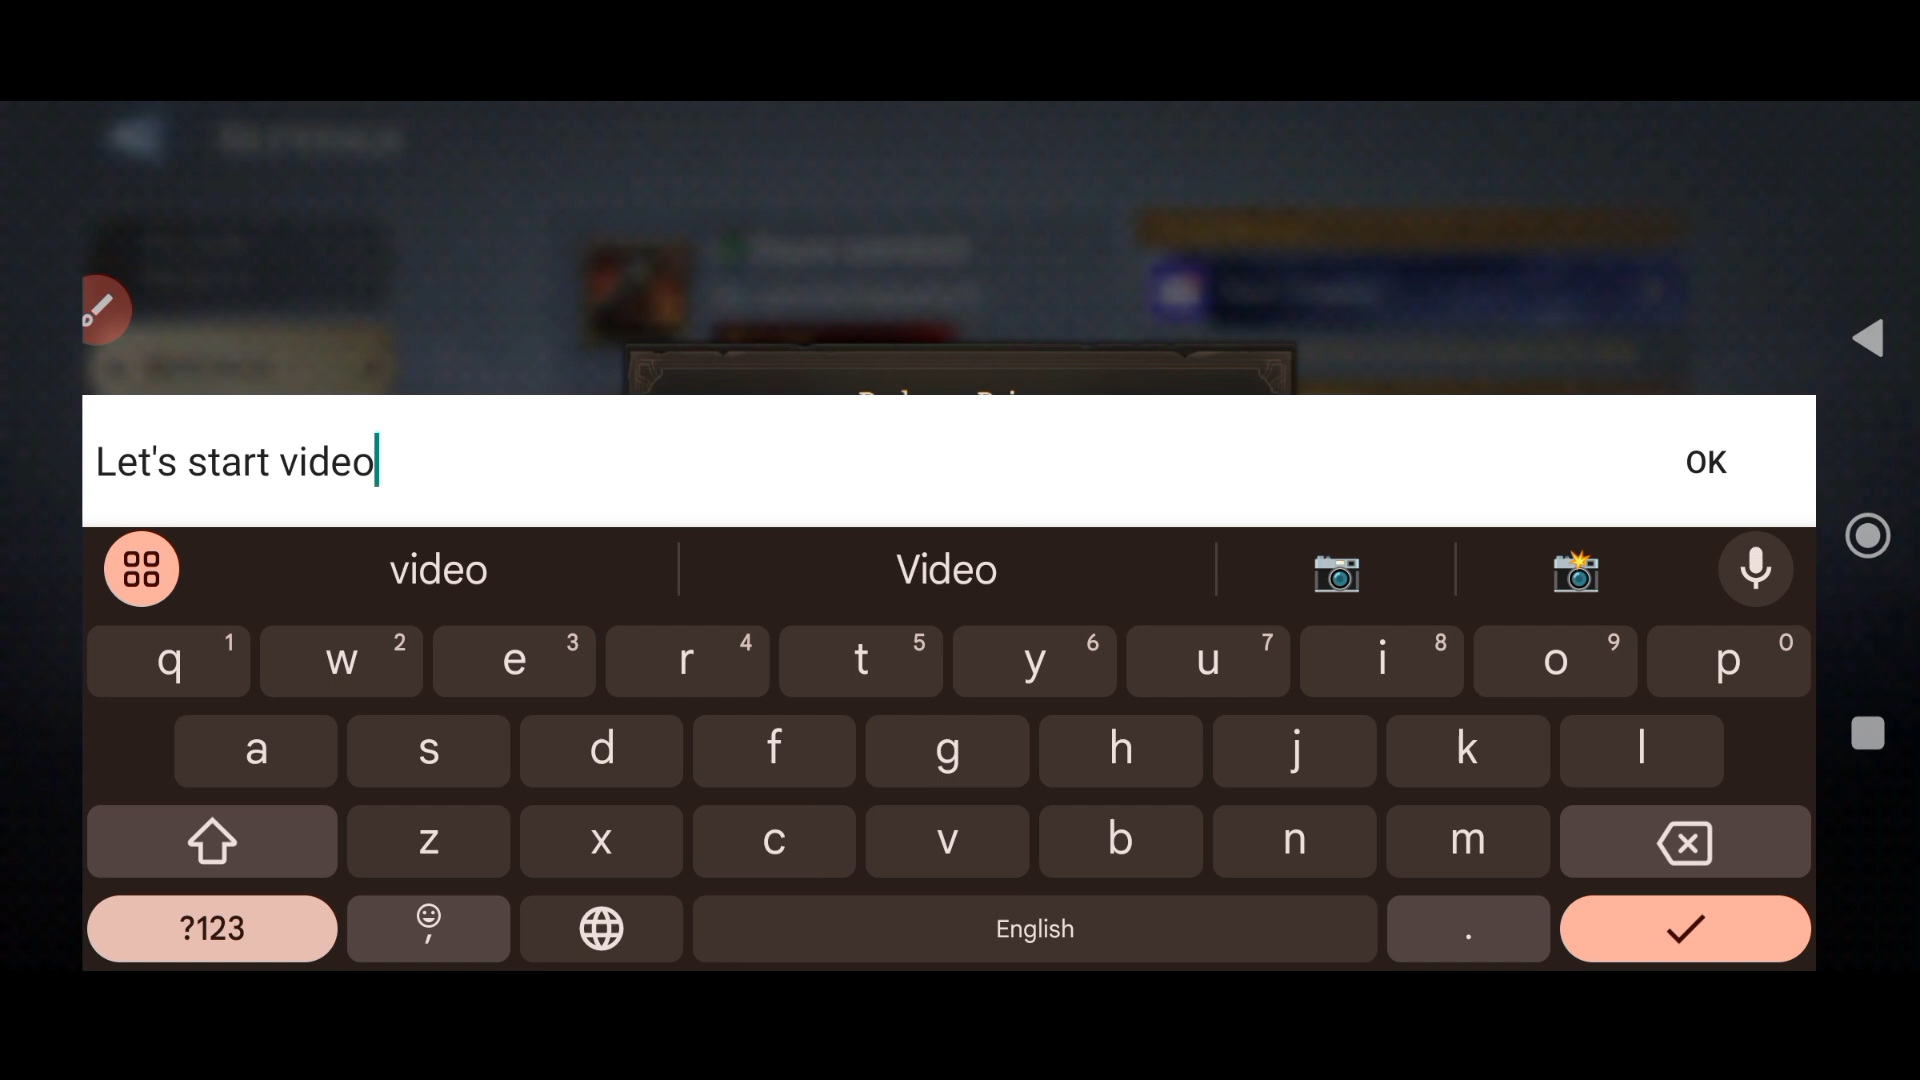 Let's start video
OK
video Video
q 1 w 2 e 3 r 4 t 5 y 6 u 7 i 8 o 9 p 0
a s d f g h j k l
z x c v b n m
?123 , English .